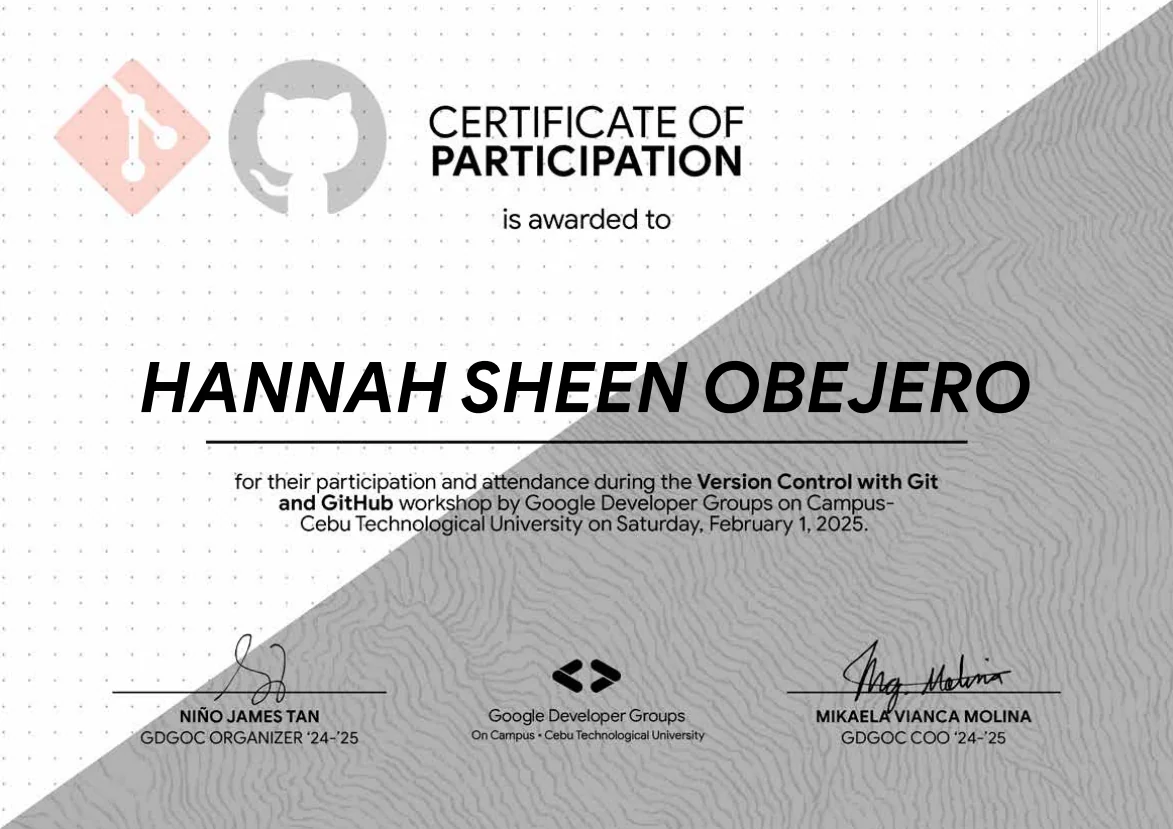 CERTIFICATE OF
PARTICIPATION
is awarded to
HANNAH SHEEN OBEJERO
for their participation and attendance during the Version Control with Git
and GitHub workshop by Google Developer Groups on Campus-
Cebu Technological University on Saturday, February 1, 2025.
Mg. Molina
NIÑO JAMES TAN
GDGOC ORGANIZER ‘24-’25
Google Developer Groups
On Campus • Cebu Technological University
MIKAELA VIANCA MOLINA
GDGOC COO ‘24-’25